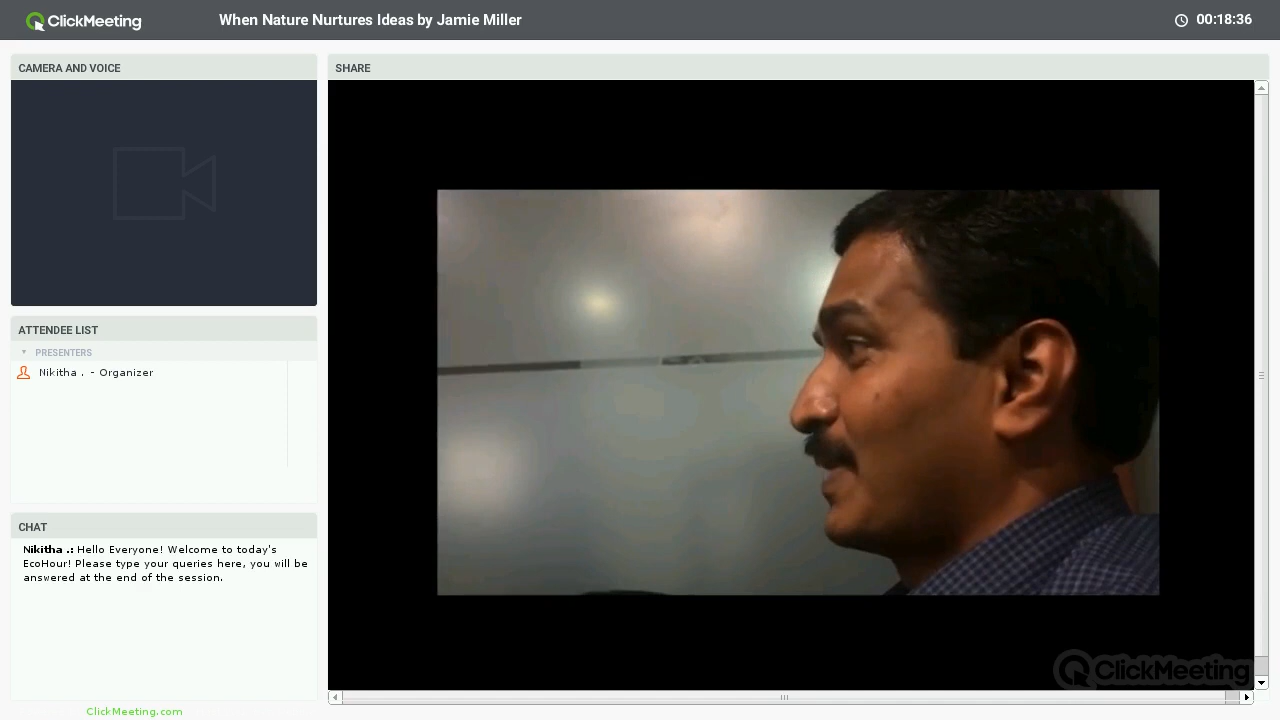 ClickMeeting
When Nature Nurtures Ideas by Jamie Miller
00:18:36
CAMERA AND VOICE
SHARE
ATTENDEE LIST
PRESENTERS
Nikitha . - Organizer
CHAT
Nikitha .: Hello Everyone! Welcome to today's
EcoHour! Please type your queries here, you will be
answered at the end of the session.
ClickMeeting
ClickMeeting.com